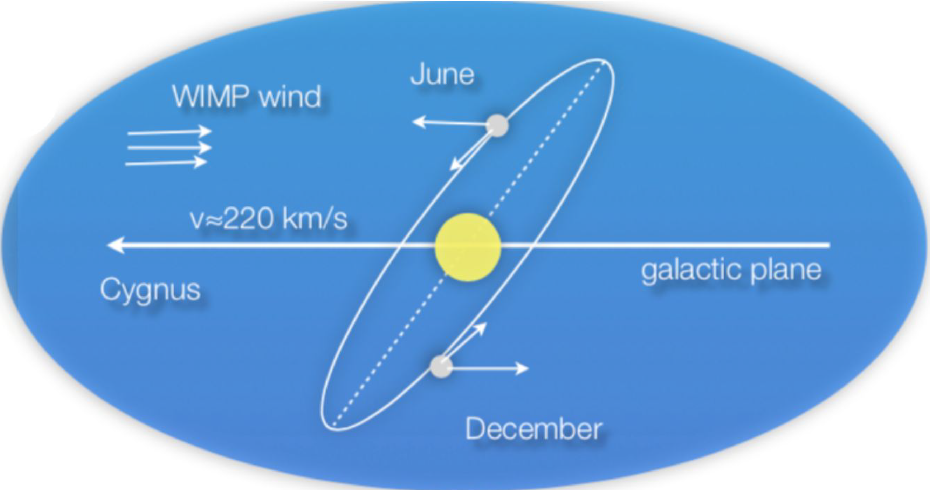 June
WIMP wind
v≈220 km/s
galactic plane
Cygnus
December